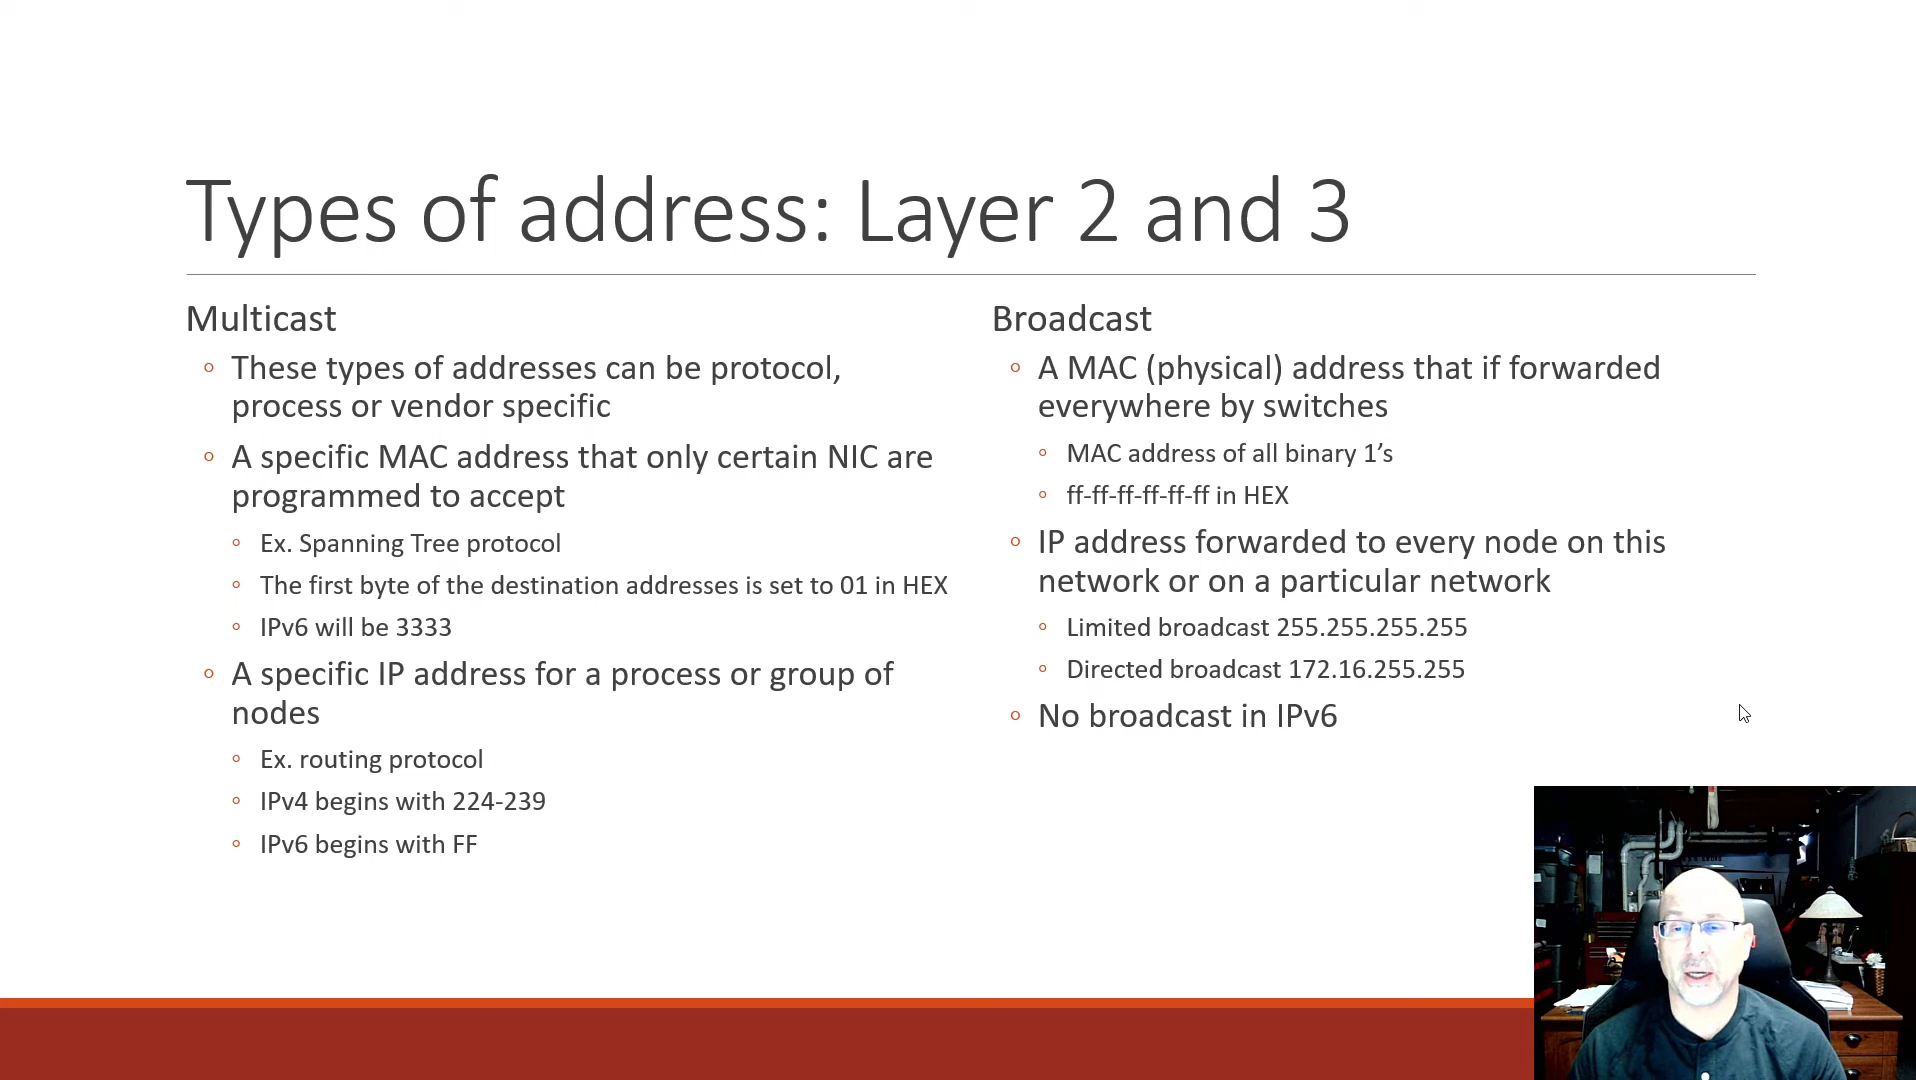 Types of address: Layer 2 and 3
Multicast
These types of addresses can be protocol,
process or vendor specific
A specific MAC address that only certain NIC are
programmed to accept
Ex. Spanning Tree protocol
The first byte of the destination addresses is set to 01 in HEX
IPv6 will be 3333
A specific IP address for a process or group of
nodes
Ex. routing protocol
IPv4 begins with 224-239
IPv6 begins with FF
Broadcast
A MAC (physical) address that if forwarded
everywhere by switches
MAC address of all binary 1’s
ff-ff-ff-ff-ff-ff in HEX
IP address forwarded to every node on this
network or on a particular network
Limited broadcast 255.255.255.255
Directed broadcast 172.16.255.255
No broadcast in IPv6